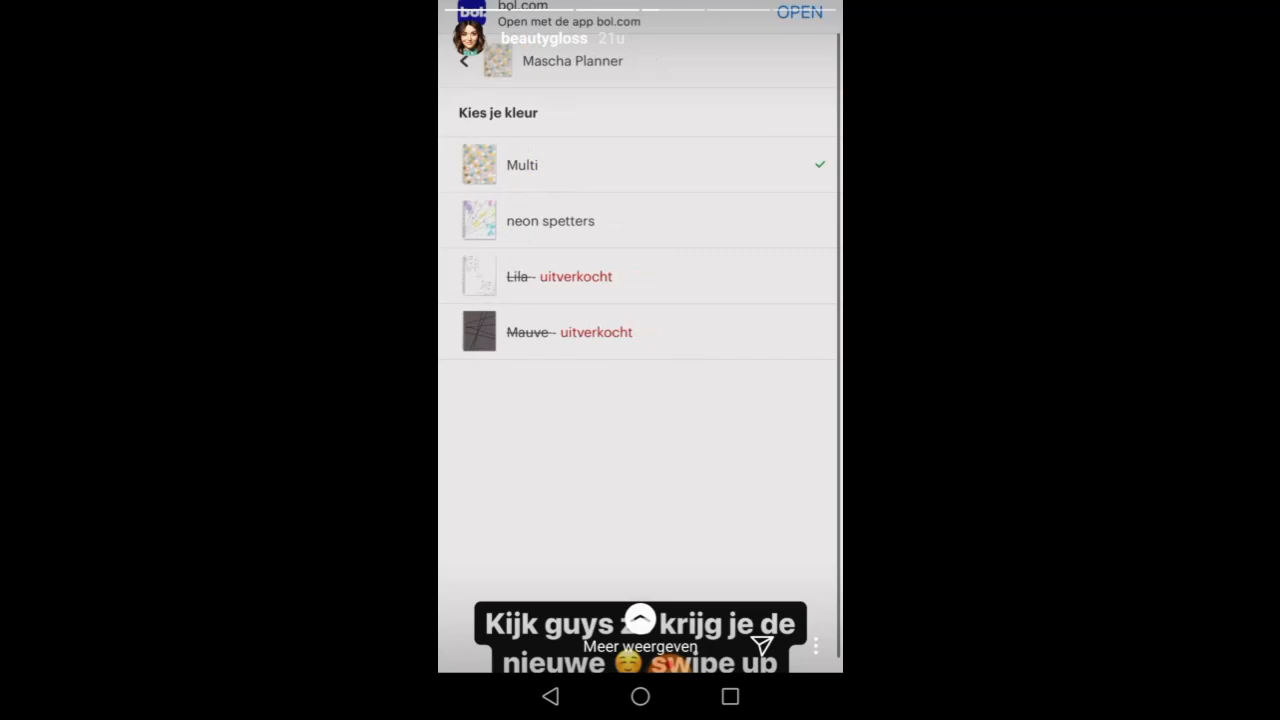 bol.com
bol.
Open met de app bol.com
OPEN
beautygloss 21u
Mascha Planner
Kies je kleur
Multi
neon spetters
Lila - uitverkocht
Mauve - uitverkocht
Kijk guys krijg je de
Meer weergeven
nieuwe swipe up